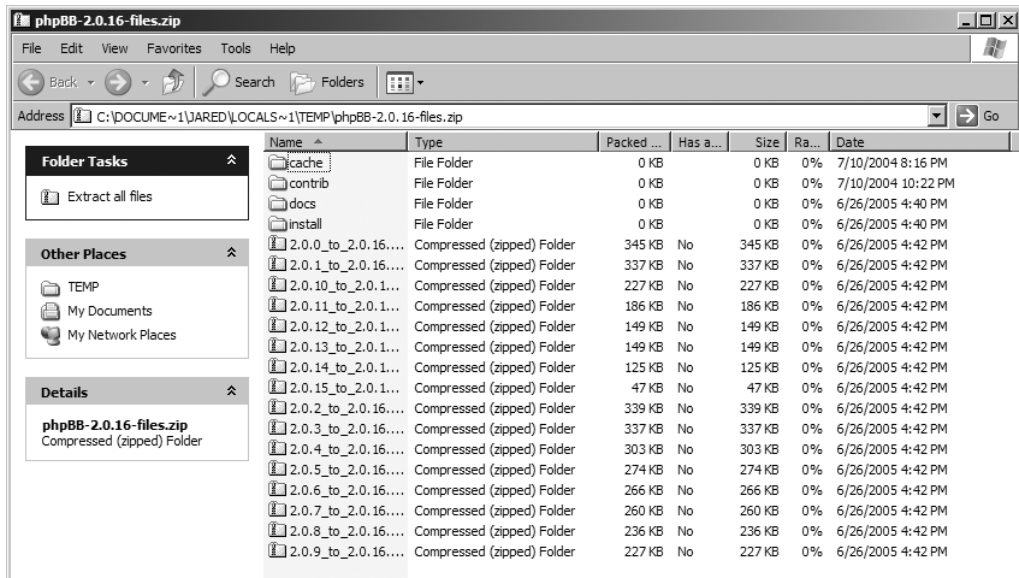 phpBB-2.0.16-files.zip
File Edit View Favorites Tools Help
Back Search Folders
Address C:\DOCUME~1\JARED\LOCALS~1\TEMP\phpBB-2.0.16-files.zip Go
Folder Tasks
Extract all files
Other Places
TEMP
My Documents
My Network Places
Details
phpBB-2.0.16-files.zip
Compressed (zipped) Folder
Name Type Packed ... Has a... Size Ra... Date
cache File Folder 0 KB 0 KB 0% 7/10/2004 8:16 PM
contrib File Folder 0 KB 0 KB 0% 7/10/2004 10:22 PM
docs File Folder 0 KB 0 KB 0% 6/26/2005 4:40 PM
install File Folder 0 KB 0 KB 0% 6/26/2005 4:40 PM
2.0.0_to_2.0.16.... Compressed (zipped) Folder 345 KB No 345 KB 0% 6/26/2005 4:42 PM
2.0.1_to_2.0.16.... Compressed (zipped) Folder 337 KB No 337 KB 0% 6/26/2005 4:42 PM
2.0.10_to_2.0.1... Compressed (zipped) Folder 227 KB No 227 KB 0% 6/26/2005 4:42 PM
2.0.11_to_2.0.1... Compressed (zipped) Folder 186 KB No 186 KB 0% 6/26/2005 4:42 PM
2.0.12_to_2.0.1... Compressed (zipped) Folder 149 KB No 149 KB 0% 6/26/2005 4:42 PM
2.0.13_to_2.0.1... Compressed (zipped) Folder 149 KB No 149 KB 0% 6/26/2005 4:42 PM
2.0.14_to_2.0.1... Compressed (zipped) Folder 125 KB No 125 KB 0% 6/26/2005 4:42 PM
2.0.15_to_2.0.1... Compressed (zipped) Folder 47 KB No 47 KB 0% 6/26/2005 4:42 PM
2.0.2_to_2.0.16.... Compressed (zipped) Folder 339 KB No 339 KB 0% 6/26/2005 4:42 PM
2.0.3_to_2.0.16.... Compressed (zipped) Folder 337 KB No 337 KB 0% 6/26/2005 4:42 PM
2.0.4_to_2.0.16.... Compressed (zipped) Folder 303 KB No 303 KB 0% 6/26/2005 4:42 PM
2.0.5_to_2.0.16.... Compressed (zipped) Folder 274 KB No 274 KB 0% 6/26/2005 4:42 PM
2.0.6_to_2.0.16.... Compressed (zipped) Folder 266 KB No 266 KB 0% 6/26/2005 4:42 PM
2.0.7_to_2.0.16.... Compressed (zipped) Folder 260 KB No 260 KB 0% 6/26/2005 4:42 PM
2.0.8_to_2.0.16.... Compressed (zipped) Folder 236 KB No 236 KB 0% 6/26/2005 4:42 PM
2.0.9_to_2.0.16.... Compressed (zipped) Folder 227 KB No 227 KB 0% 6/26/2005 4:42 PM